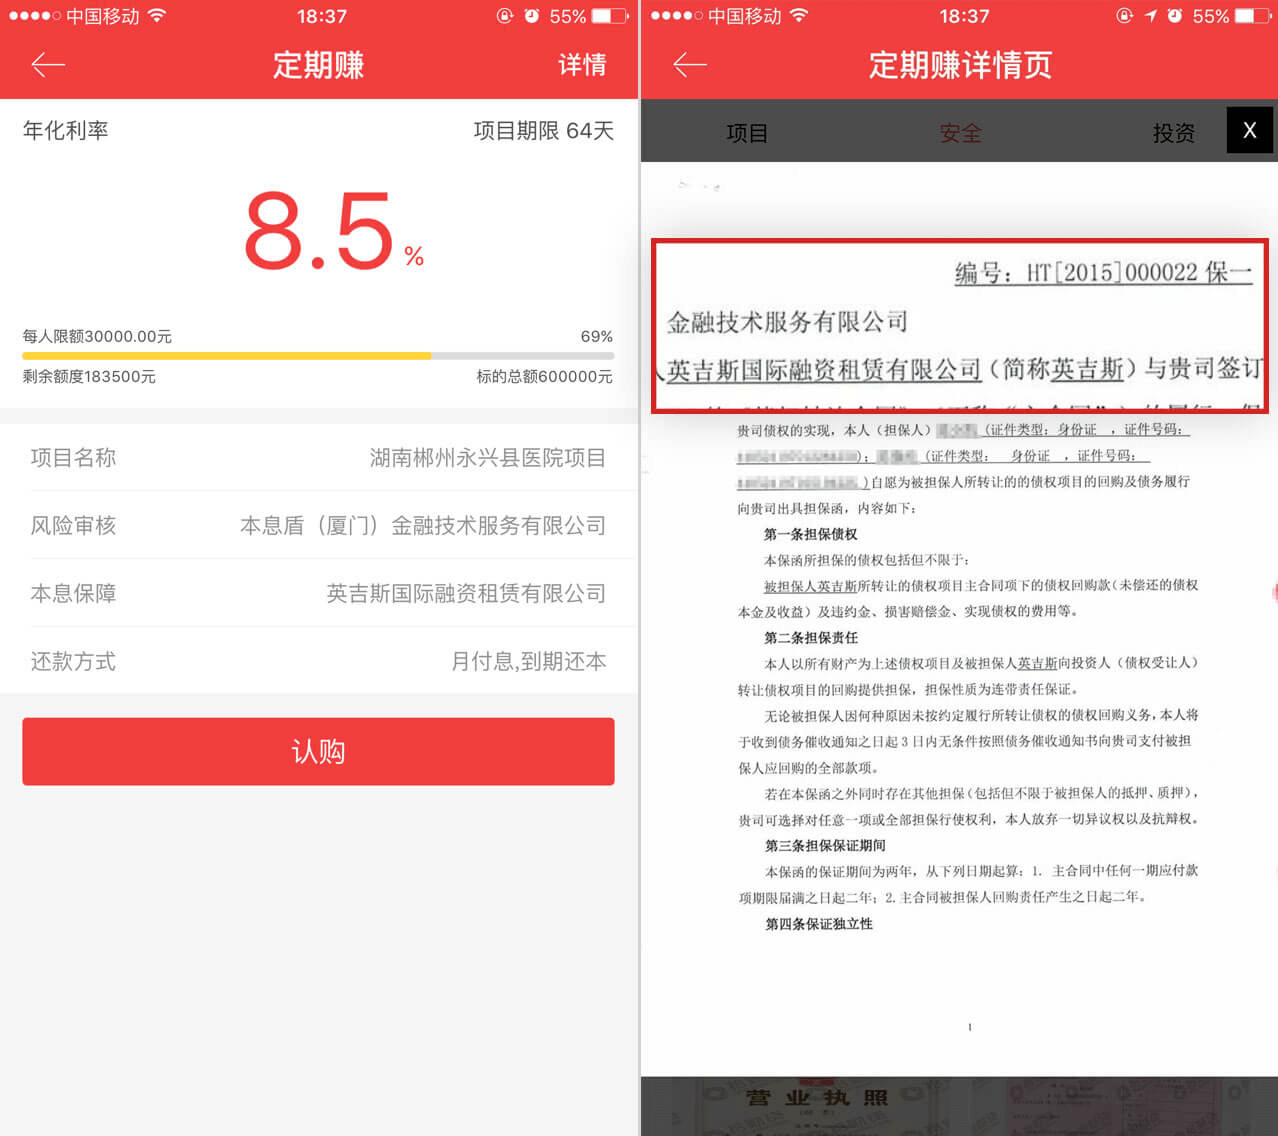 中国移动 18:37 55%
定期赚 详情
年化利率 项目期限 64天
8.5 %
每人限额30000.00元 69%
剩余额度183500元 标的总额600000元
项目名称 湖南郴州永兴县医院项目
风险审核 本息盾（厦门）金融技术服务有限公司
本息保障 英吉斯国际融资租赁有限公司
还款方式 月付息,到期还本
认购
中国移动 18:37 55%
定期赚详情页
项目 安全 投资 X
编号：HT[2015]000022 保一
金融技术服务有限公司
英吉斯国际融资租赁有限公司（简称英吉斯）与贵司签订
贵司债权的实现，本人（担保人） （证件类型：身份证 ，证件号码：
）； （证件类型： 身份证 ，证件号码：
）自愿为被担保人所转让的的债权项目的回购及债务履行
向贵司出具担保函，内容如下：
第一条担保债权
本保函所担保的债权包括但不限于：
被担保人英吉斯所转让的债权项目主合同项下的债权回购款（未偿还的债权
本金及收益）及违约金、损害赔偿金、实现债权的费用等。
第二条担保责任
本人以所有财产为上述债权项目及被担保人英吉斯向投资人（债权受让人）
转让债权项目的回购提供担保，担保性质为连带责任保证。
无论被担保人因何种原因未按约定履行所转让债权的债权回购义务，本人将
于收到债务催收通知之日起 3 日内无条件按照债务催收通知书向贵司支付被担
保人应回购的全部款项。
若在本保函之外同时存在其他担保（包括但不限于被担保人的抵押、质押），
贵司可选择对任意一项或全部担保行使权利，本人放弃一切异议权以及抗辩权。
第三条担保保证期间
本保函的保证期间为两年，从下列日期起算：1. 主合同中任何一期应付款
项期限届满之日起二年；2.主合同被担保人回购责任产生之日起二年。
第四条保证独立性
1
营业执照